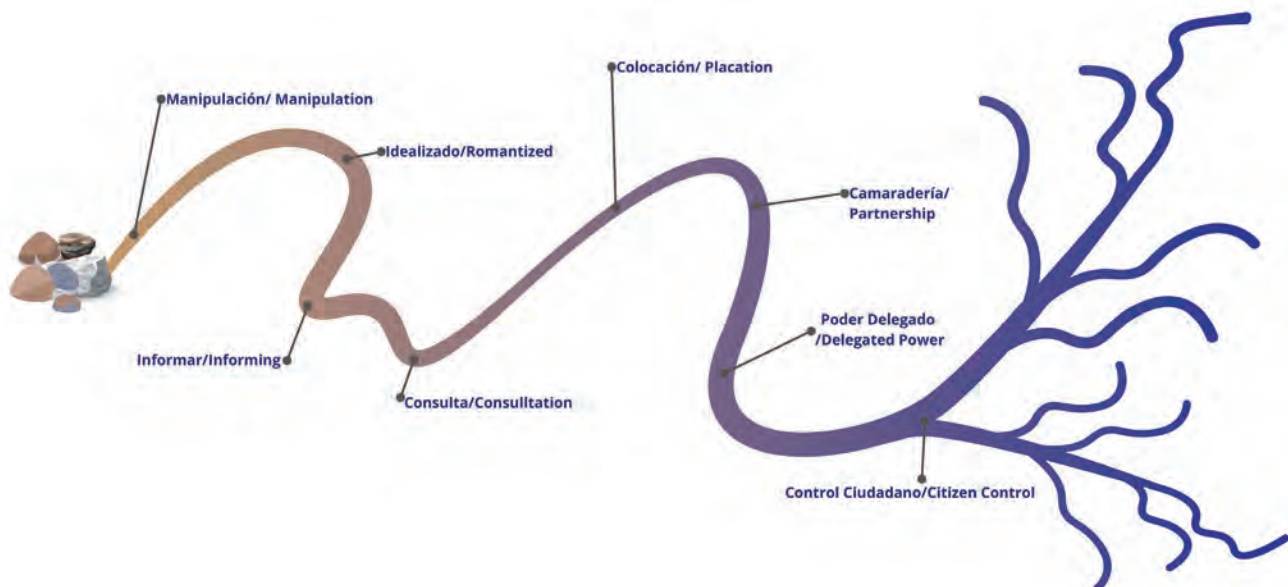 Manipulación/ Manipulation
Idealizado/Romantized
Informar/Informing
Consulta/Consulltation
Colocación/ Placation
Camaradería/
Partnership
Poder Delegado
/Delegated Power
Control Ciudadano/Citizen Control